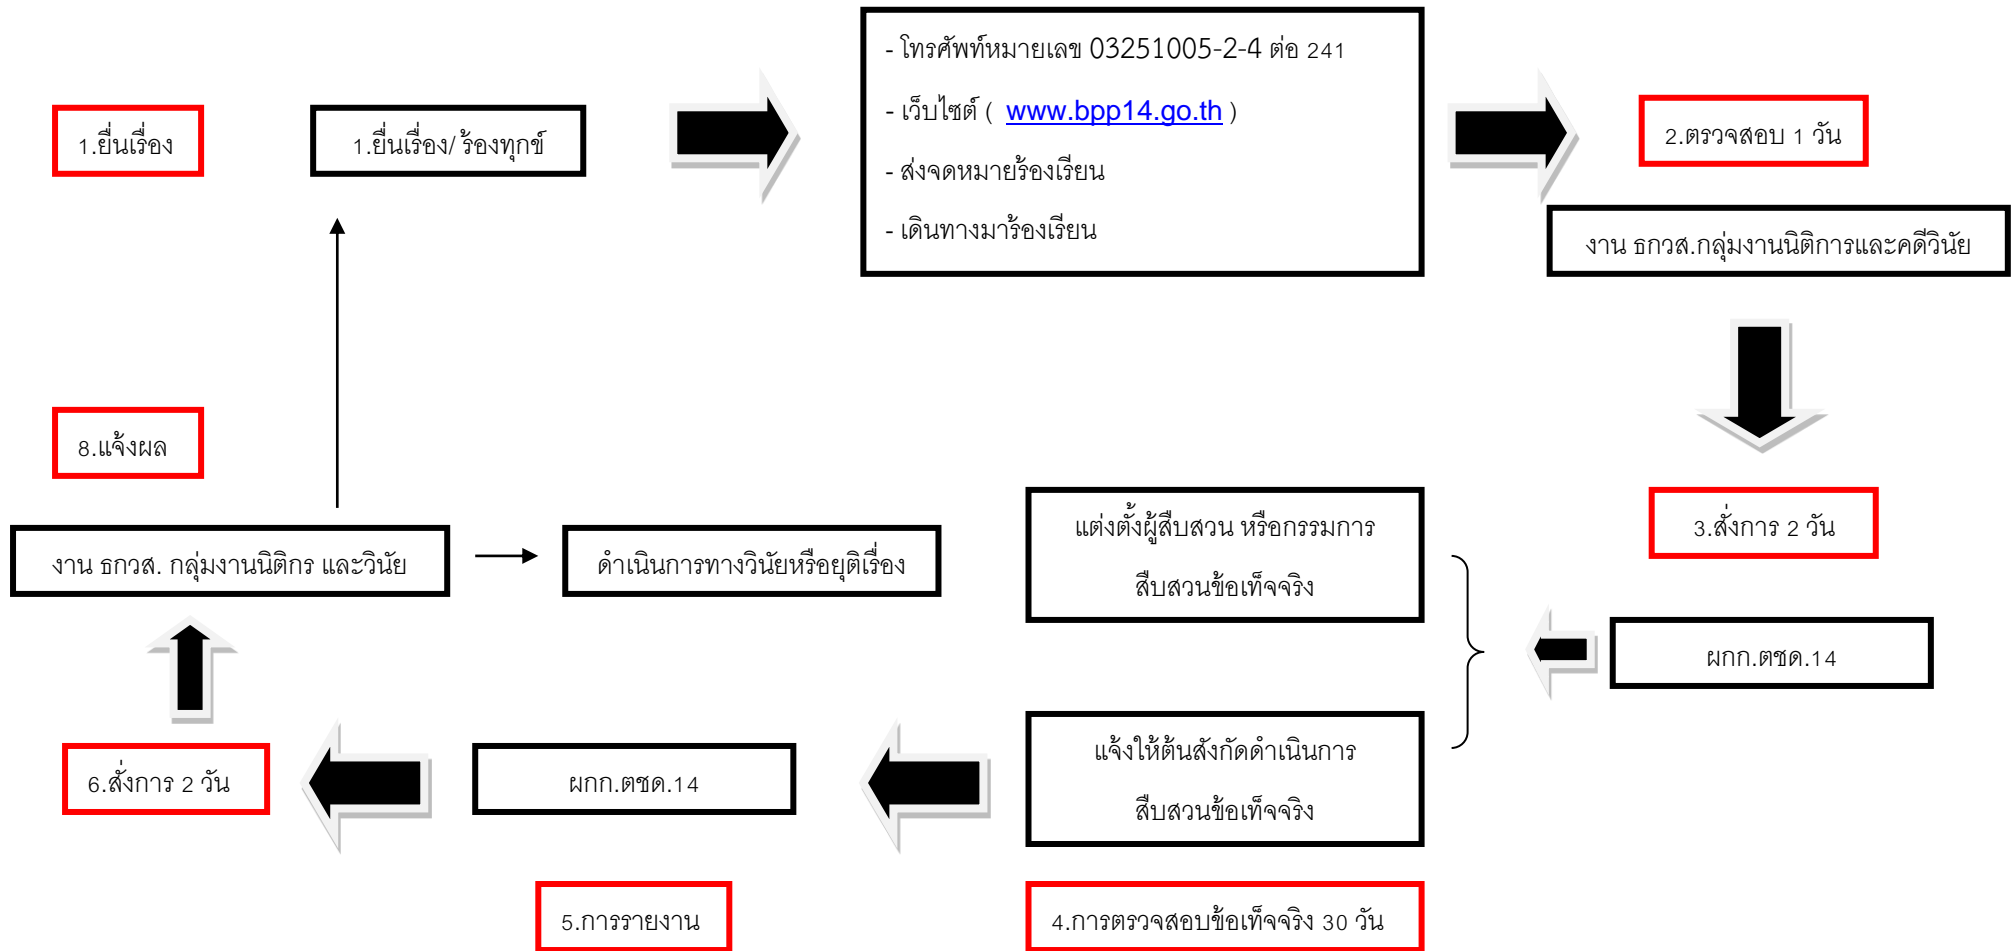 - โทรศัพท์หมายเลข 03251005-2-4 ต่อ 241
- เว็บไซต์ ( www.bpp14.go.th )
- ส่งจดหมายร้องเรียน
- เดินทางมาร้องเรียน
1.ยื่นเรื่อง
1.ยื่นเรื่อง/ ร้องทุกข์
2.ตรวจสอบ 1 วัน
งาน ธกวส.กลุ่มงานนิติการและคดีวินัย
8.แจ้งผล
งาน ธกวส. กลุ่มงานนิติกร และวินัย
ดำเนินการทางวินัยหรือยุติเรื่อง
แต่งตั้งผู้สืบสวน หรือกรรมการ
สืบสวนข้อเท็จจริง
3.สั่งการ 2 วัน
ผกก.ตชด.14
แจ้งให้ต้นสังกัดดำเนินการ
สืบสวนข้อเท็จจริง
ผกก.ตชด.14
6.สั่งการ 2 วัน
5.การรายงาน
4.การตรวจสอบข้อเท็จจริง 30 วัน